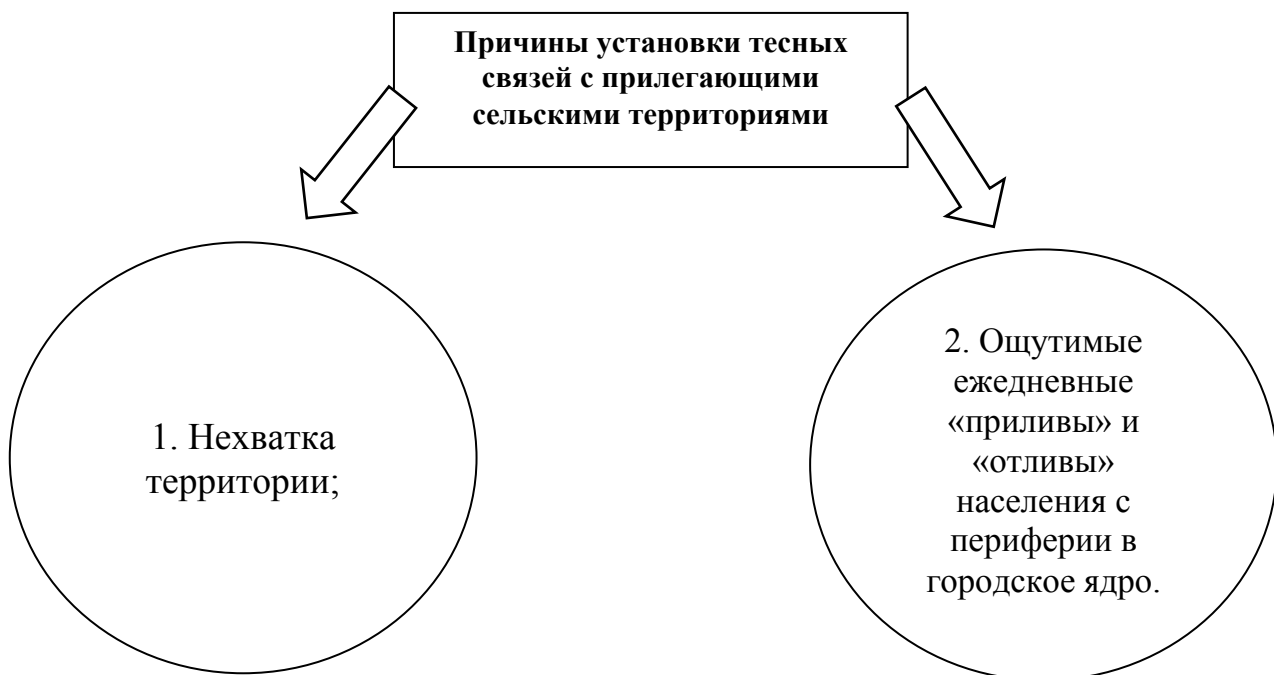 Причины установки тесных
связей с прилегающими
сельскими территориями
1. Нехватка
территории;
2. Ощутимые
ежедневные
«приливы» и
«отливы»
населения с
периферии в
городское ядро.